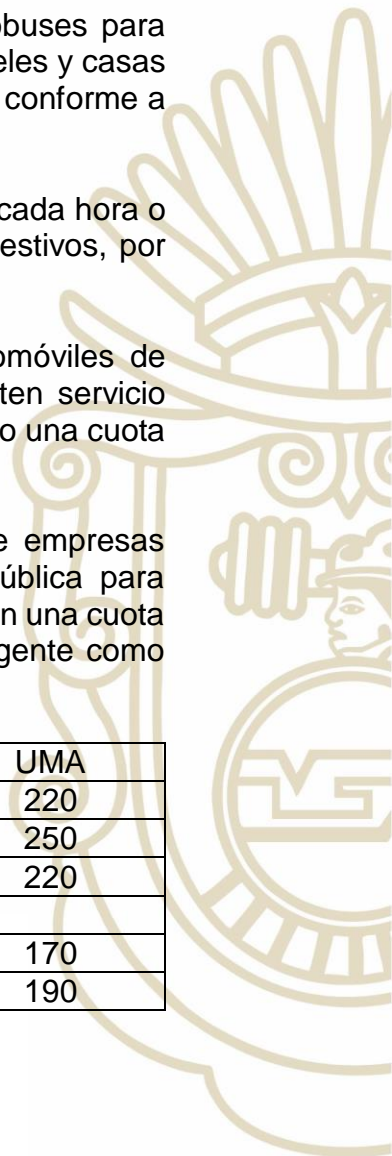 obuses para
eles y casas
conforme a
cada hora o
estivos, por
omóviles de
ten servicio
o una cuota
e empresas
ública para
n una cuota
gente como
UMA
220
250
220
170
190